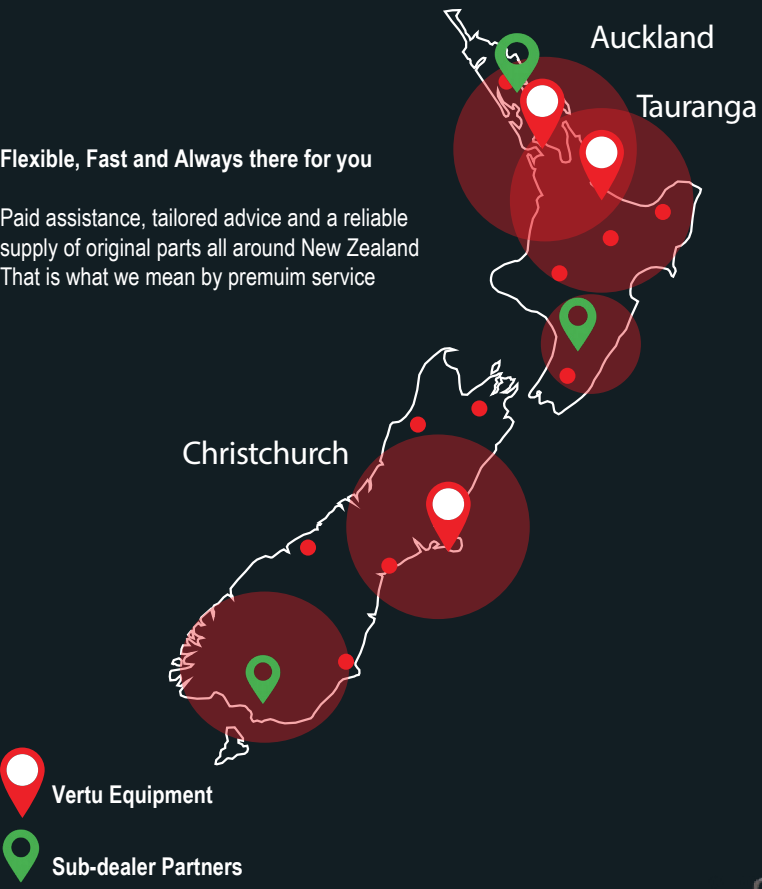 Auckland
Tauranga
Flexible, Fast and Always there for you
Paid assistance, tailored advice and a reliable
supply of original parts all around New Zealand
That is what we mean by premuim service
Christchurch
Vertu Equipment
Sub-dealer Partners